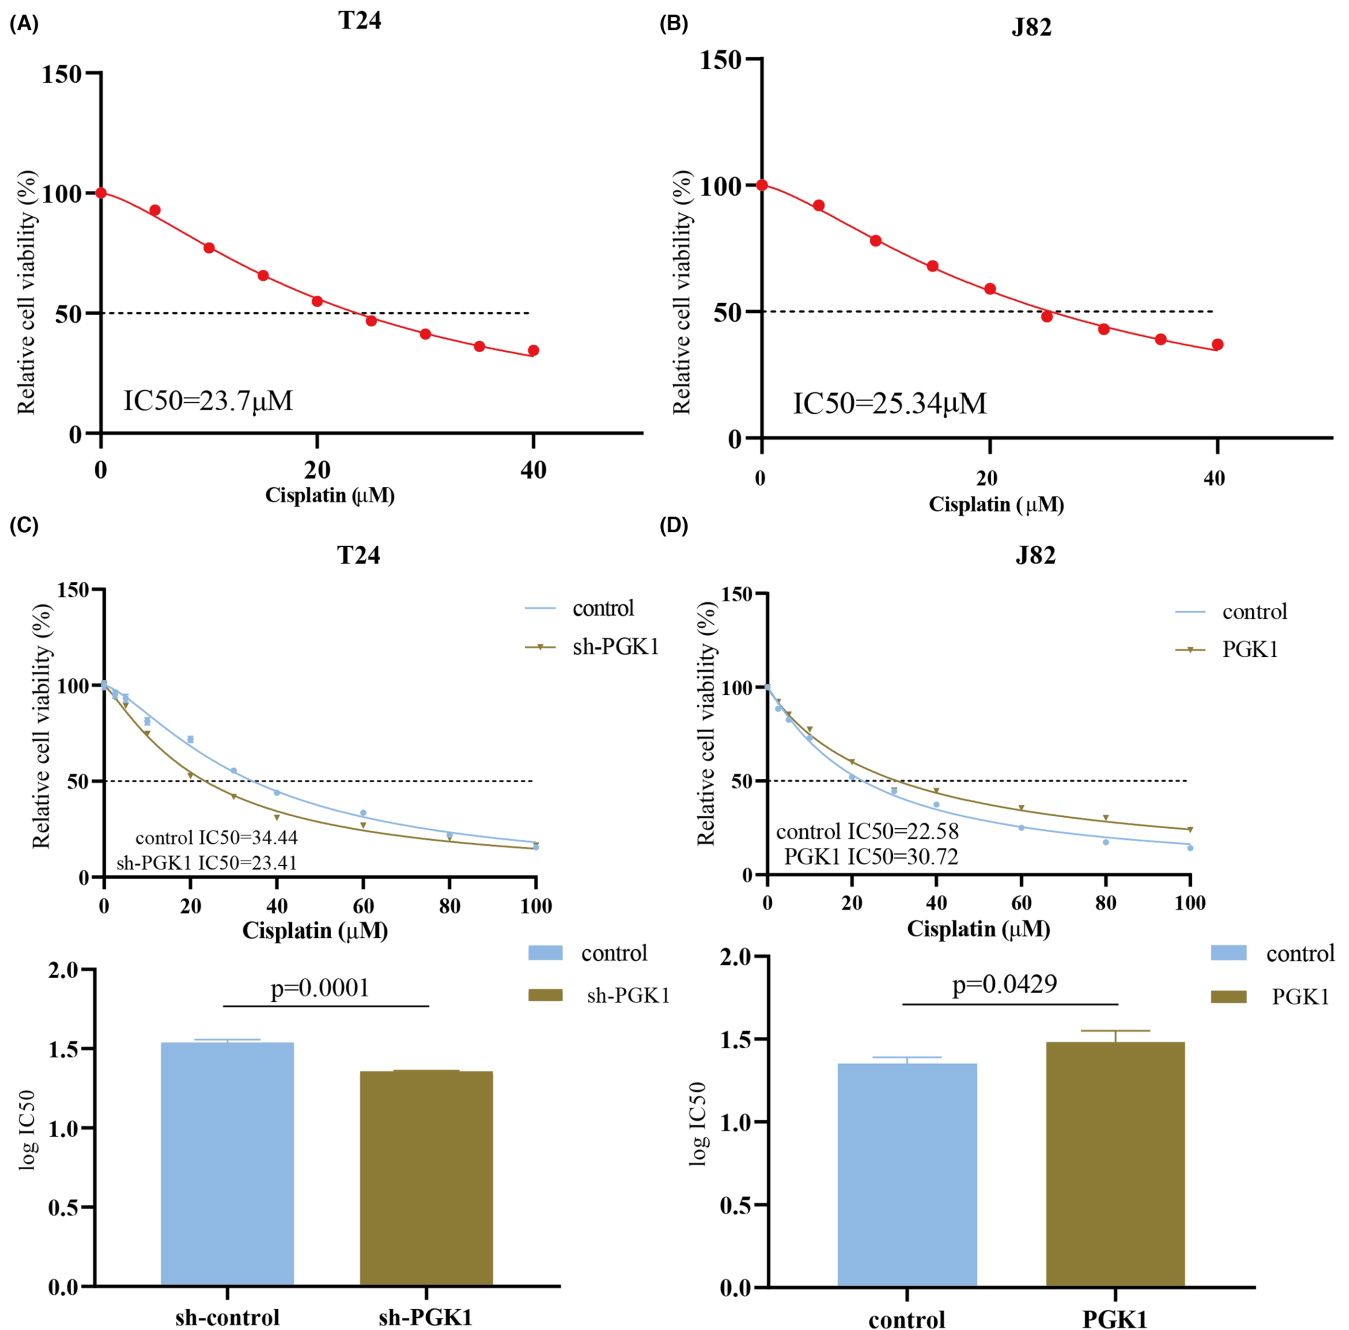 (A)
T24
150
100
50
0
Relative cell viability (%)
IC50=23.7μM
0 20 40
Cisplatin (μM)
(B)
J82
150
100
50
0
Relative cell viability (%)
IC50=25.34μM
0 20 40
Cisplatin (μM)
(C)
T24
150
100
50
0
Relative cell viability (%)
control
sh-PGK1
control IC50=34.44
sh-PGK1 IC50=23.41
0 20 40 60 80 100
Cisplatin (μM)
2.0
1.5
1.0
0.5
0.0
log IC50
p=0.0001
control
sh-PGK1
sh-control sh-PGK1
(D)
J82
150
100
50
0
Relative cell viability (%)
control
PGK1
control IC50=22.58
PGK1 IC50=30.72
0 20 40 60 80 100
Cisplatin (μM)
2.0
1.5
1.0
0.5
0.0
log IC50
p=0.0429
control
PGK1
control PGK1